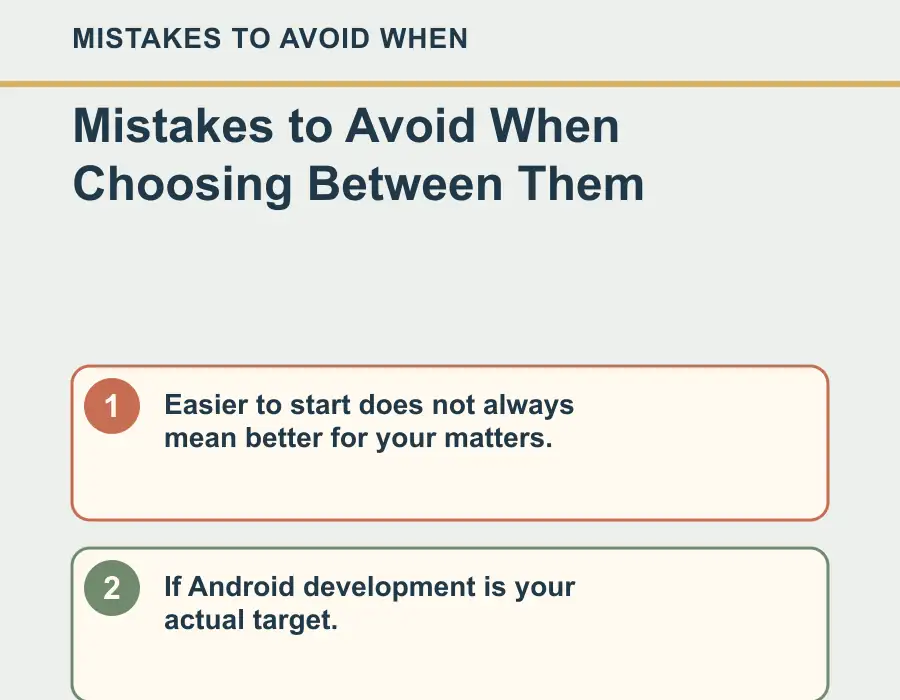 MISTAKES TO AVOID WHEN
Mistakes to Avoid When
Choosing Between Them
1
Easier to start does not always
mean better for your matters.
2
If Android development is your
actual target.